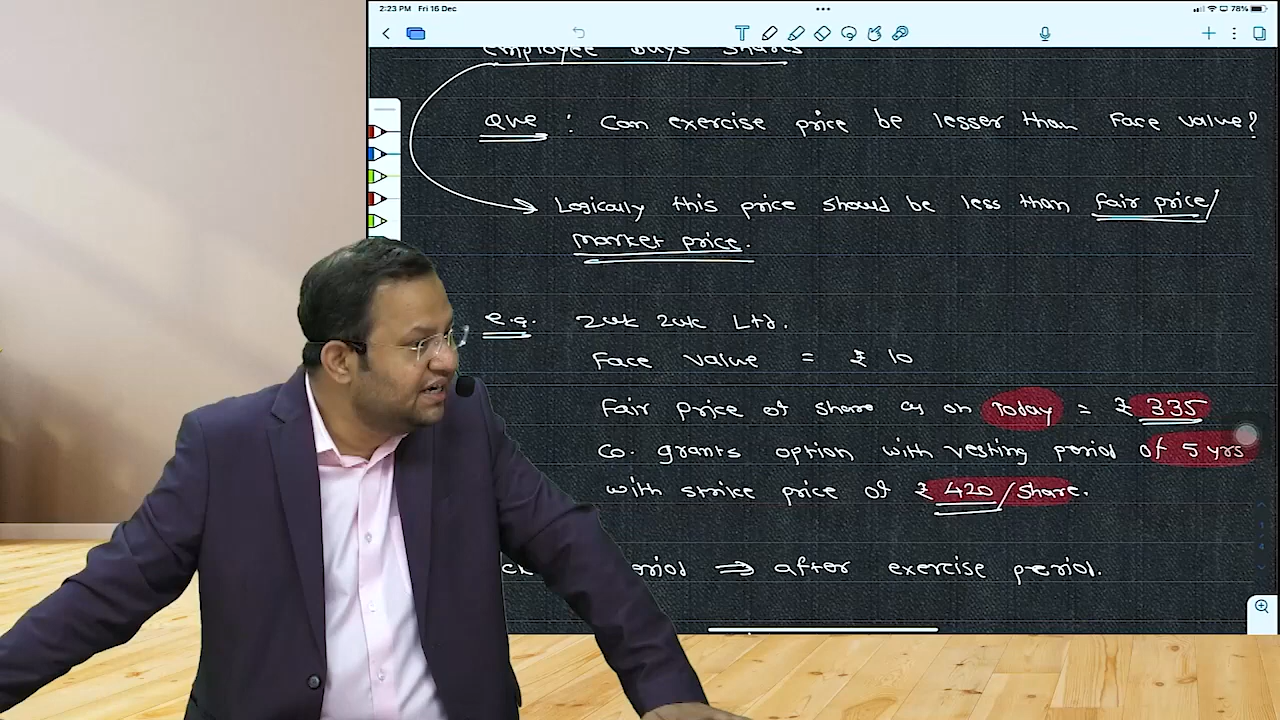 2:23 PM Fri 16 Dec
78%
employee buys shares
Que : Can exercise price be lesser than Face value?
Logically this price should be less than fair price/
market price.
e.g. Zuk Zuk Ltd.
Face value = ₹ 10
Fair price of share as on today = ₹ 335
Co. grants option with vesting period of 5 yrs
with strike price of ₹ 420/share.
⇒ after exercise period.